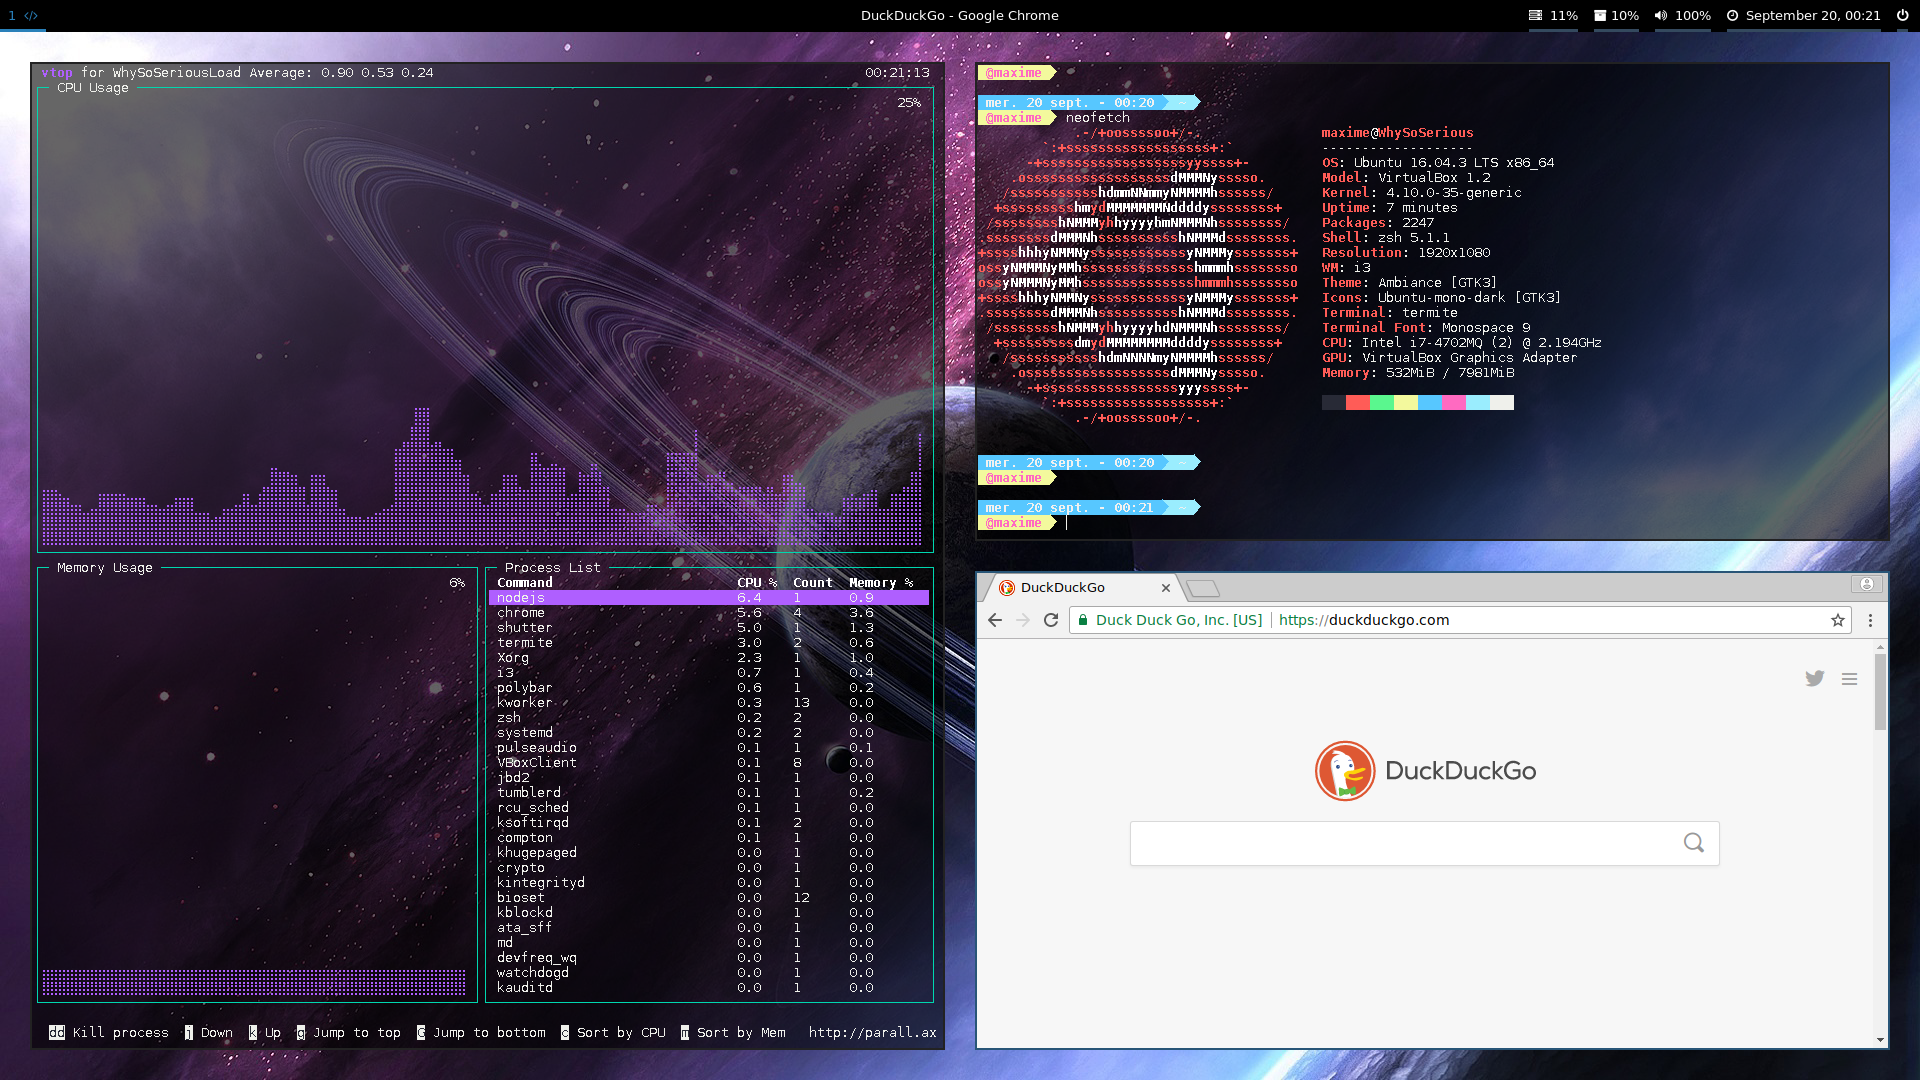 1 </>
DuckDuckGo - Google Chrome
11% 10% 100% September 20, 00:21
vtop for WhySoSeriousLoad Average: 0.90 0.53 0.24 00:21:13
CPU Usage
25%
Memory Usage
6%
Process List
Command CPU % Count Memory %
nodejs 6.4 1 0.9
chrome 5.6 4 3.6
shutter 5.0 1 1.3
termite 3.0 2 0.6
Xorg 2.3 1 1.0
i3 0.7 1 0.4
polybar 0.6 1 0.2
kworker 0.3 13 0.0
zsh 0.2 2 0.0
systemd 0.2 2 0.0
pulseaudio 0.1 1 0.1
VBoxClient 0.1 8 0.0
jbd2 0.1 1 0.0
tumblerd 0.1 1 0.2
rcu_sched 0.1 1 0.0
ksoftirqd 0.1 2 0.0
compton 0.1 1 0.0
khugepaged 0.0 1 0.0
crypto 0.0 1 0.0
kintegrityd 0.0 1 0.0
bioset 0.0 12 0.0
kblockd 0.0 1 0.0
ata_sff 0.0 1 0.0
md 0.0 1 0.0
devfreq_wq 0.0 1 0.0
watchdogd 0.0 1 0.0
kauditd 0.0 1 0.0
dd Kill process j Down k Up g Jump to top G Jump to bottom c Sort by CPU m Sort by Mem http://parall.ax
@maxime
mer. 20 sept. - 00:20 ~
@maxime neofetch
maxime@WhySoSerious
-------------------
OS: Ubuntu 16.04.3 LTS x86_64
Model: VirtualBox 1.2
Kernel: 4.10.0-35-generic
Uptime: 7 minutes
Packages: 2247
Shell: zsh 5.1.1
Resolution: 1920x1080
WM: i3
Theme: Ambiance [GTK3]
Icons: Ubuntu-mono-dark [GTK3]
Terminal: termite
Terminal Font: Monospace 9
CPU: Intel i7-4702MQ (2) @ 2.194GHz
GPU: VirtualBox Graphics Adapter
Memory: 532MiB / 7981MiB
mer. 20 sept. - 00:20 ~
@maxime
mer. 20 sept. - 00:21 ~
@maxime
DuckDuckGo
Duck Duck Go, Inc. [US] https://duckduckgo.com
DuckDuckGo